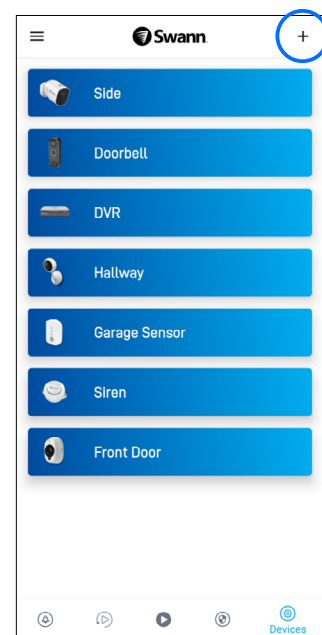 Swann
Side
Doorbell
DVR
Hallway
Garage Sensor
Siren
Front Door
Devices